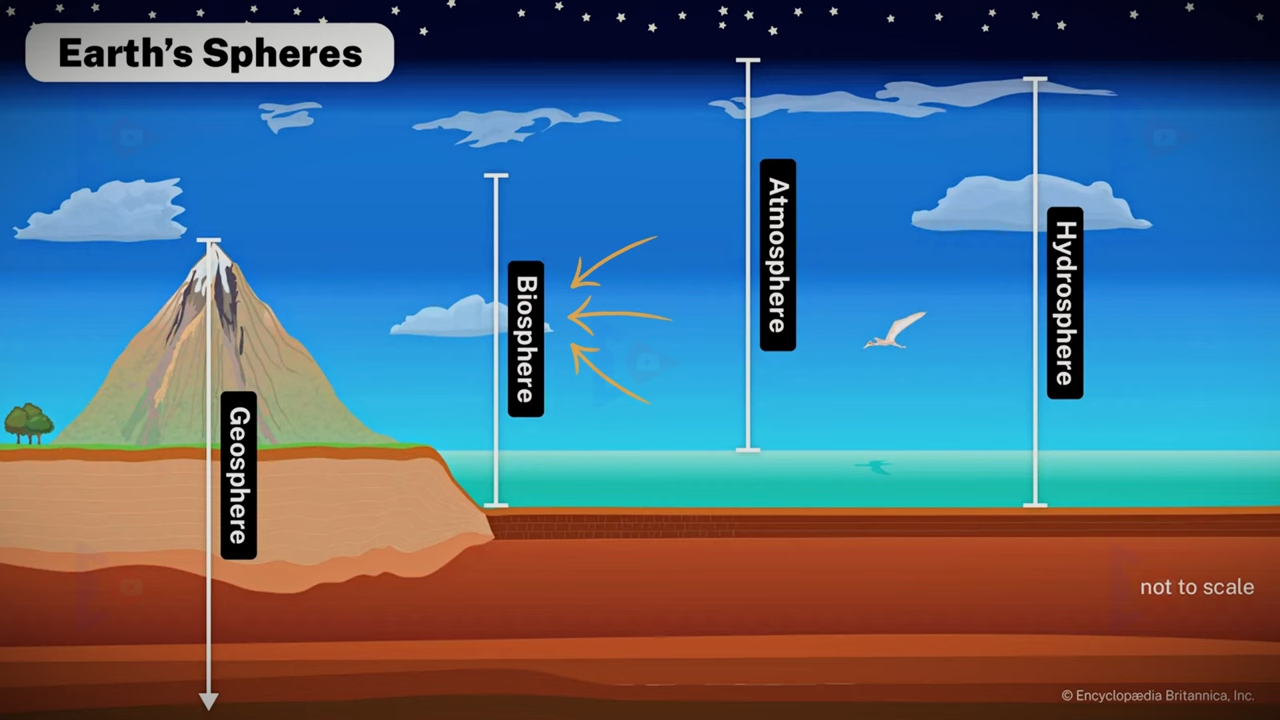 Earth's Spheres
Geosphere
Biosphere
Atmosphere
Hydrosphere
not to scale
© Encyclopædia Britannica, Inc.